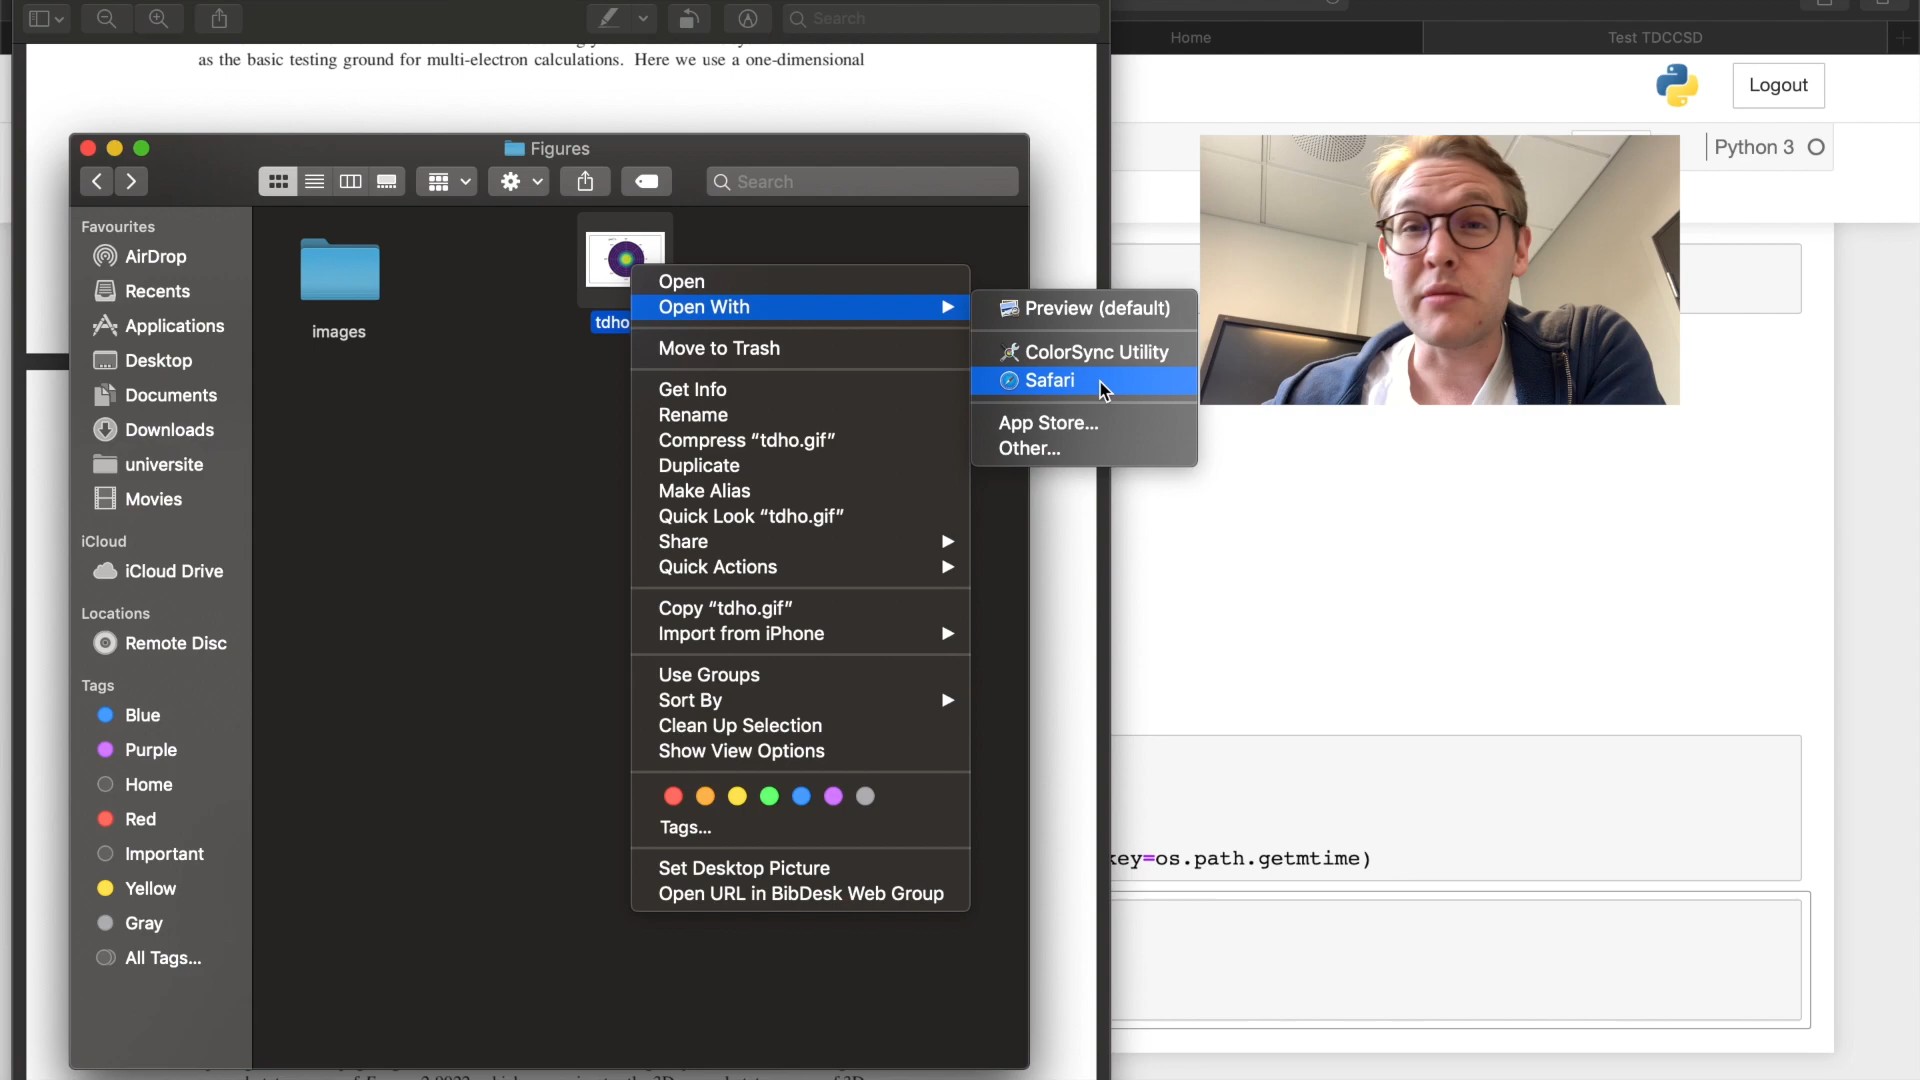 Search
Home
Test TDCCSD
as the basic testing ground for multi-electron calculations. Here we use a one-dimensional
Logout
Python 3
Figures
Search
Favourites
AirDrop
Recents
Applications
Desktop
Documents
Downloads
universite
Movies
iCloud
iCloud Drive
Locations
Remote Disc
Tags
Blue
Purple
Home
Red
Important
Yellow
Gray
All Tags...
images
tdho
Open
Open With
Move to Trash
Get Info
Rename
Compress “tdho.gif”
Duplicate
Make Alias
Quick Look “tdho.gif”
Share
Quick Actions
Copy “tdho.gif”
Import from iPhone
Use Groups
Sort By
Clean Up Selection
Show View Options
Tags...
Set Desktop Picture
Open URL in BibDesk Web Group
Preview (default)
ColorSync Utility
Safari
App Store...
Other...
key=os.path.getmtime)